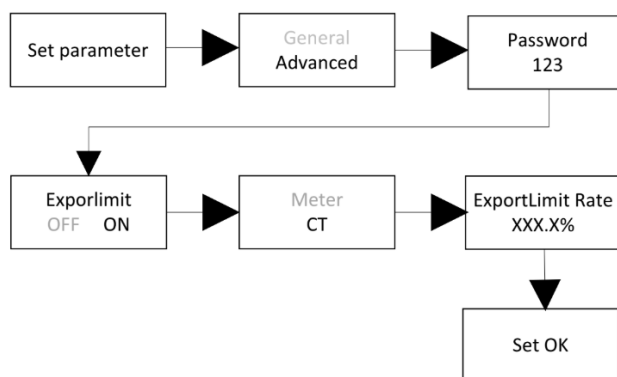 Set parameter
General
Advanced
Password
123
Exporlimit
OFF ON
Meter
CT
ExportLimit Rate
XXX.X%
Set OK